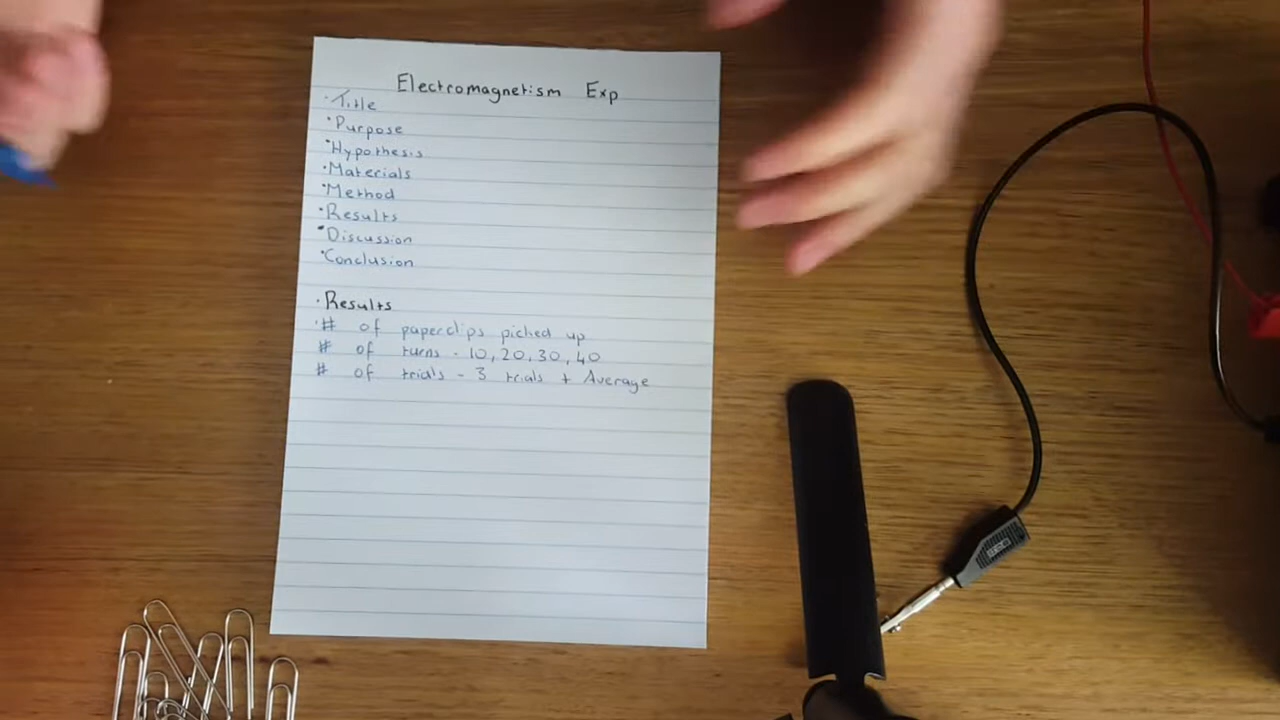 Electromagnetism Exp
· Title
· Purpose
· Hypothesis
· Materials
· Method
· Results
· Discussion
· Conclusion
· Results
· # of paperclips picked up
# of turns - 10, 20, 30, 40
# of trials - 3 trials + Average